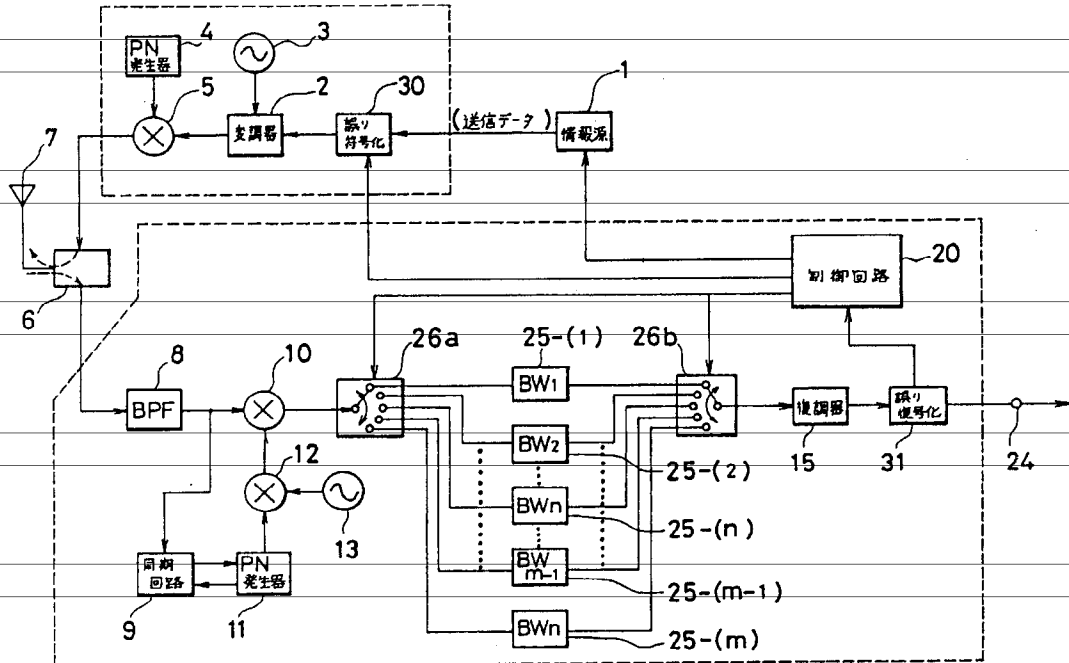 4
3
PN
発生器
5
2
30
1
変調器
誤り
符号化
(送信データ)
情報源
7
6
20
制御回路
8
10
26a
25-(1)
26b
BPF
BW1
復調器
誤り
復号化
24
12
BW2
25-(2)
15
31
13
BWn
25-(n)
同期
回路
PN
発生器
BW
m-1
25-(m-1)
9
11
BWn
25-(m)